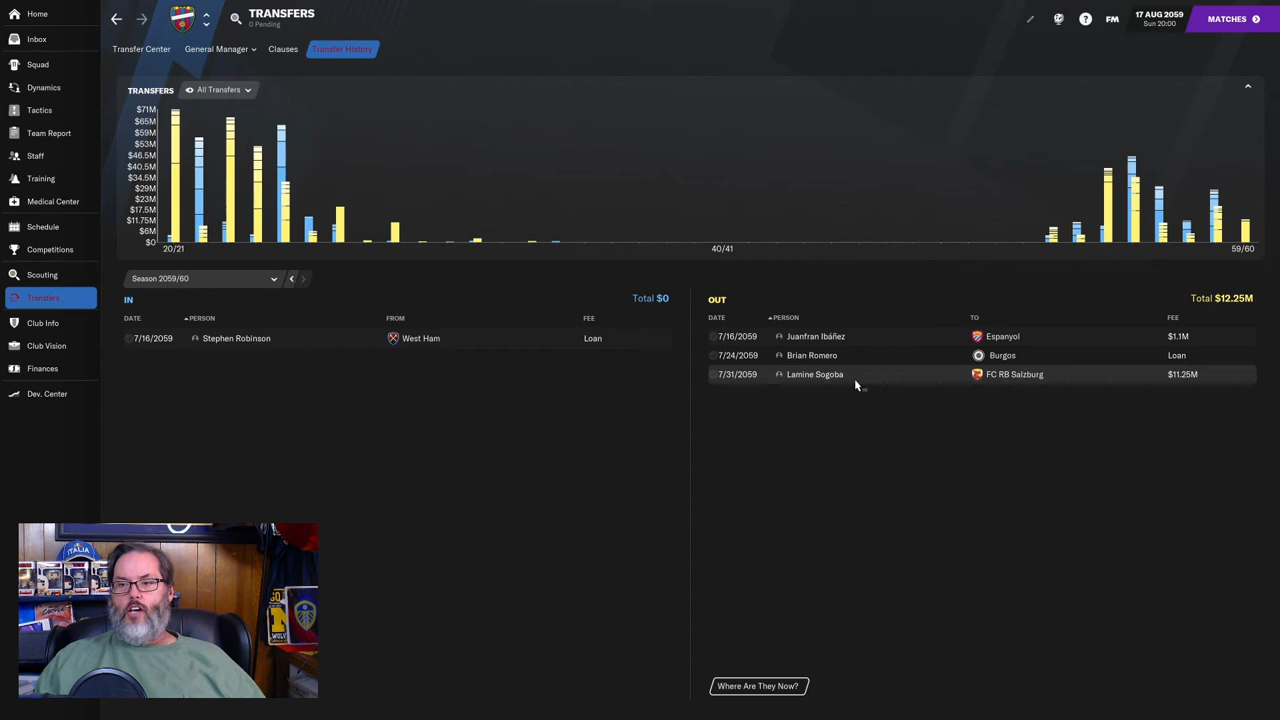 Home
TRANSFERS
0 Pending
FM
17 AUG 2059
Sun 20:00
MATCHES
Inbox
Transfer Center
General Manager
Clauses
Transfer History
Squad
Dynamics
Tactics
Team Report
Staff
Training
Medical Center
Schedule
Competitions
Scouting
Transfers
Club Info
Club Vision
Finances
Dev. Center
TRANSFERS
All Transfers
$71M
$65M
$59M
$53M
$46.5M
$40.5M
$34.5M
$29M
$23M
$17.5M
$11.75M
$6M
$0
20/21
40/41
59/60
Season 2059/60
IN
Total $0
DATE PERSON FROM FEE
7/16/2059 Stephen Robinson West Ham Loan
OUT
Total $12.25M
DATE PERSON TO FEE
7/16/2059 Juanfran Ibáñez Espanyol $1.1M
7/24/2059 Brian Romero Burgos Loan
7/31/2059 Lamine Sogoba FC RB Salzburg $11.25M
Where Are They Now?
ITALIA